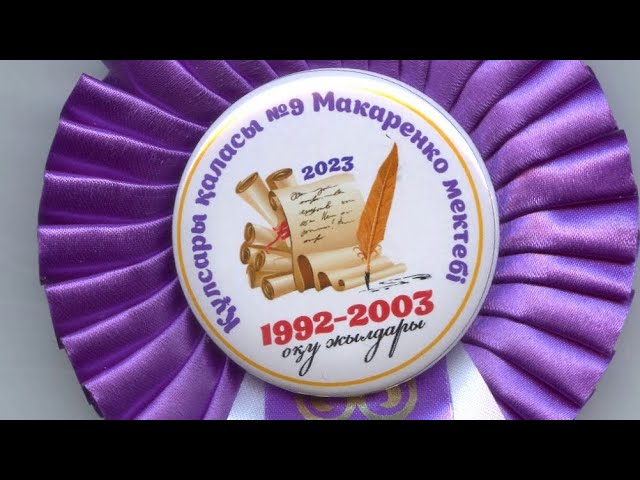 Құлсары қаласы №9 Макаренко мектебі
2023
1992-2003
оқу жылдары